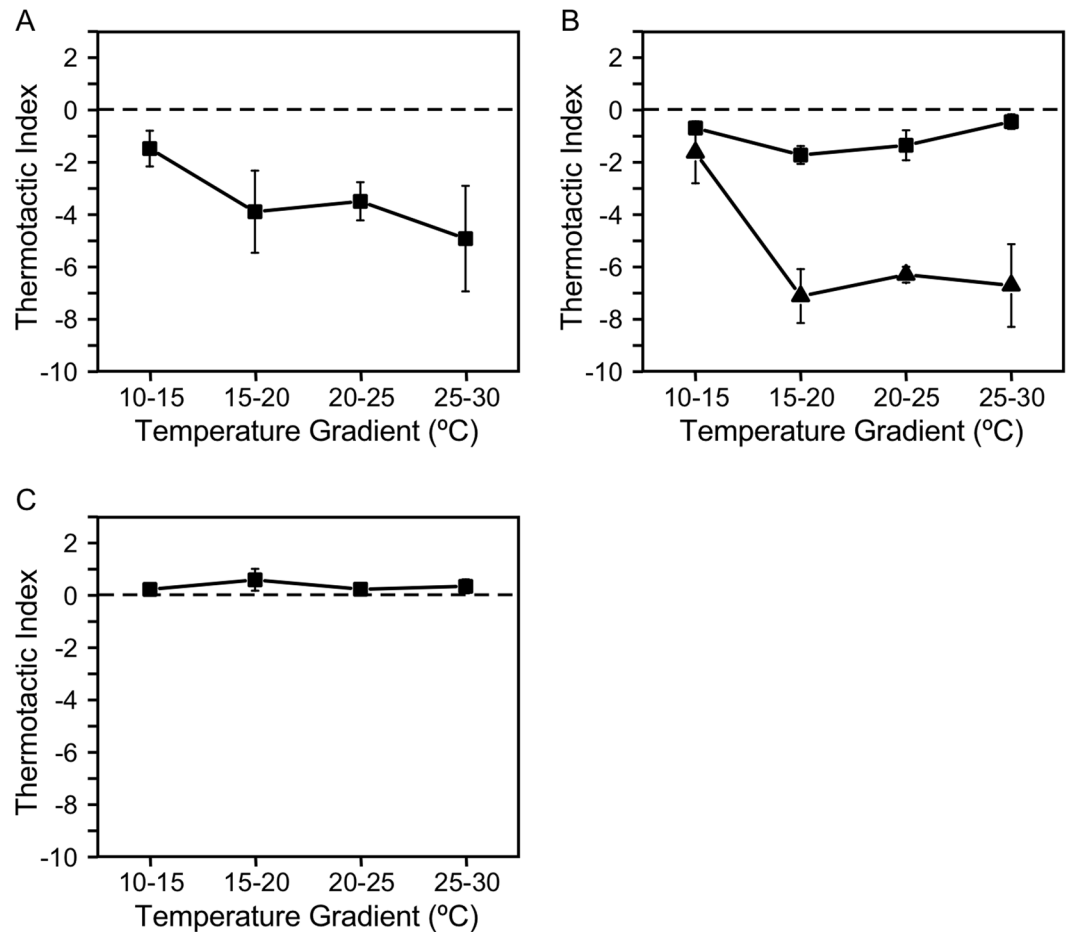 A
Thermotactic Index
2
0
-2
-4
-6
-8
-10
10-15 15-20 20-25 25-30
Temperature Gradient (ºC)
B
Thermotactic Index
2
0
-2
-4
-6
-8
-10
10-15 15-20 20-25 25-30
Temperature Gradient (ºC)
C
Thermotactic Index
2
0
-2
-4
-6
-8
-10
10-15 15-20 20-25 25-30
Temperature Gradient (ºC)